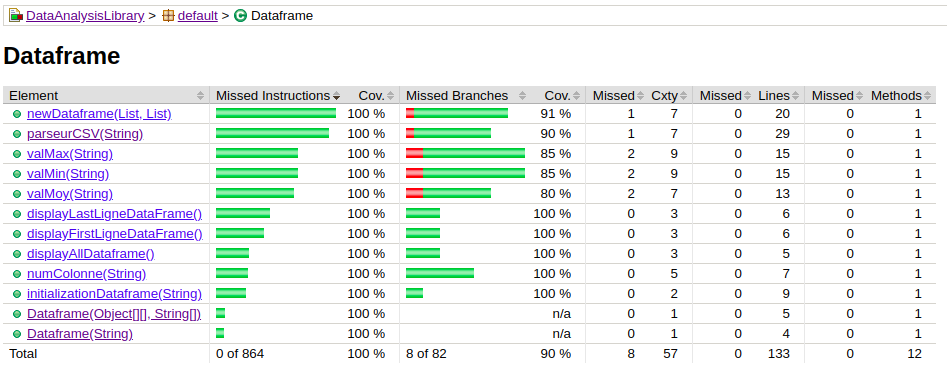 DataAnalysisLibrary > default > Dataframe
Dataframe
Element Missed Instructions Cov. Missed Branches Cov. Missed Cxty Missed Lines Missed Methods
newDataframe(List, List) 100 % 91 % 1 7 0 20 0 1
parseurCSV(String) 100 % 90 % 1 7 0 29 0 1
valMax(String) 100 % 85 % 2 9 0 15 0 1
valMin(String) 100 % 85 % 2 9 0 15 0 1
valMoy(String) 100 % 80 % 2 7 0 13 0 1
displayLastLigneDataFrame() 100 % 100 % 0 3 0 6 0 1
displayFirstLigneDataFrame() 100 % 100 % 0 3 0 6 0 1
displayAllDataframe() 100 % 100 % 0 3 0 5 0 1
numColonne(String) 100 % 100 % 0 5 0 7 0 1
initializationDataframe(String) 100 % 100 % 0 2 0 9 0 1
Dataframe(Object[][], String[]) 100 % n/a 0 1 0 5 0 1
Dataframe(String) 100 % n/a 0 1 0 4 0 1
Total 0 of 864 100 % 8 of 82 90 % 8 57 0 133 0 12